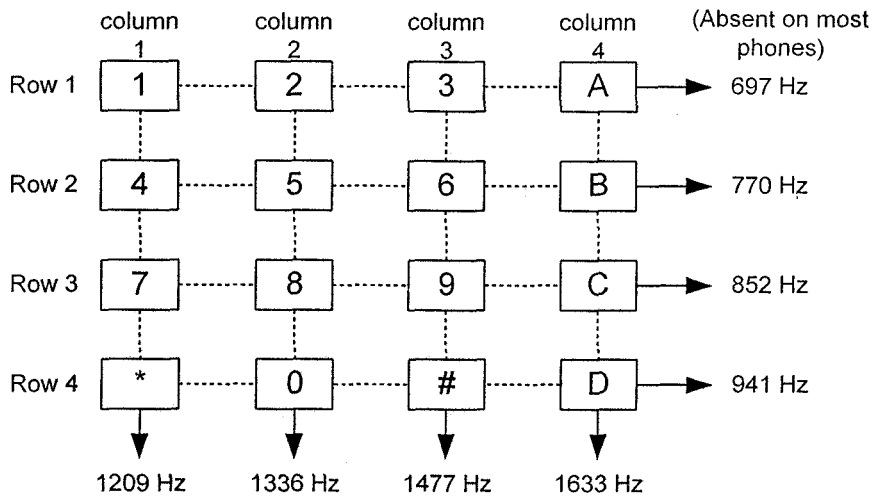 column column column column (Absent on most
1 2 3 4 phones)
Row 1 1 2 3 A 697 Hz
Row 2 4 5 6 B 770 Hz
Row 3 7 8 9 C 852 Hz
Row 4 * 0 # D 941 Hz
1209 Hz 1336 Hz 1477 Hz 1633 Hz